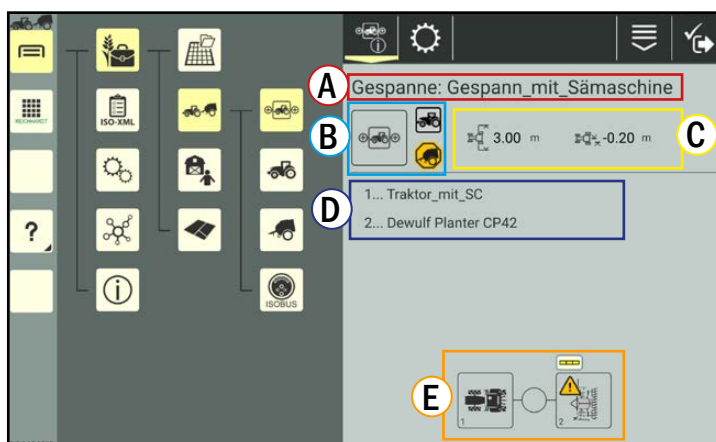 A
Gespanne: Gespann_mit_Sämaschine
B
3.00 m
-0.20 m
C
D
1... Traktor_mit_SC
2... Dewulf Planter CP42
E
1
2
REICHHARDT
ISO-XML
?
i
ISOBUS
i